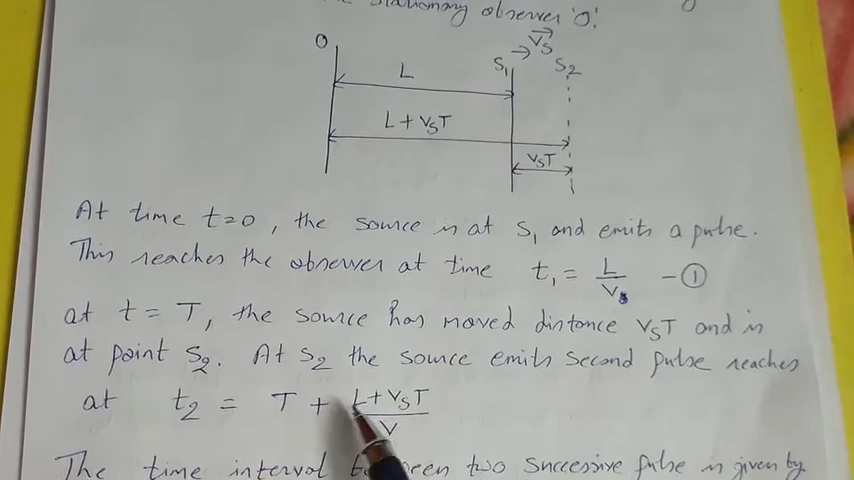 stationary observer 'O'.
O
L
S₁ → v⃗s
S₂
L + vsT
vsT
At time t=0, the source is at S₁ and emits a pulse.
This reaches the observer at time t₁ = L/v — ①
at t = T, the source has moved distance vsT and is
at point S₂. At S₂ the source emits second pulse reaches
at t₂ = T + (L+vsT)/v
The time interval between two successive pulse is given by